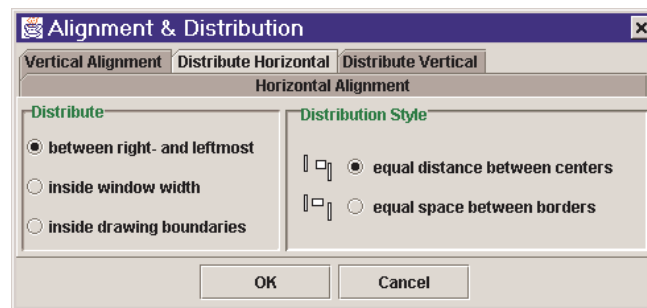 Alignment & Distribution
Vertical Alignment Distribute Horizontal Distribute Vertical
Horizontal Alignment
Distribute
between right- and leftmost
inside window width
inside drawing boundaries
Distribution Style
equal distance between centers
equal space between borders
OK Cancel